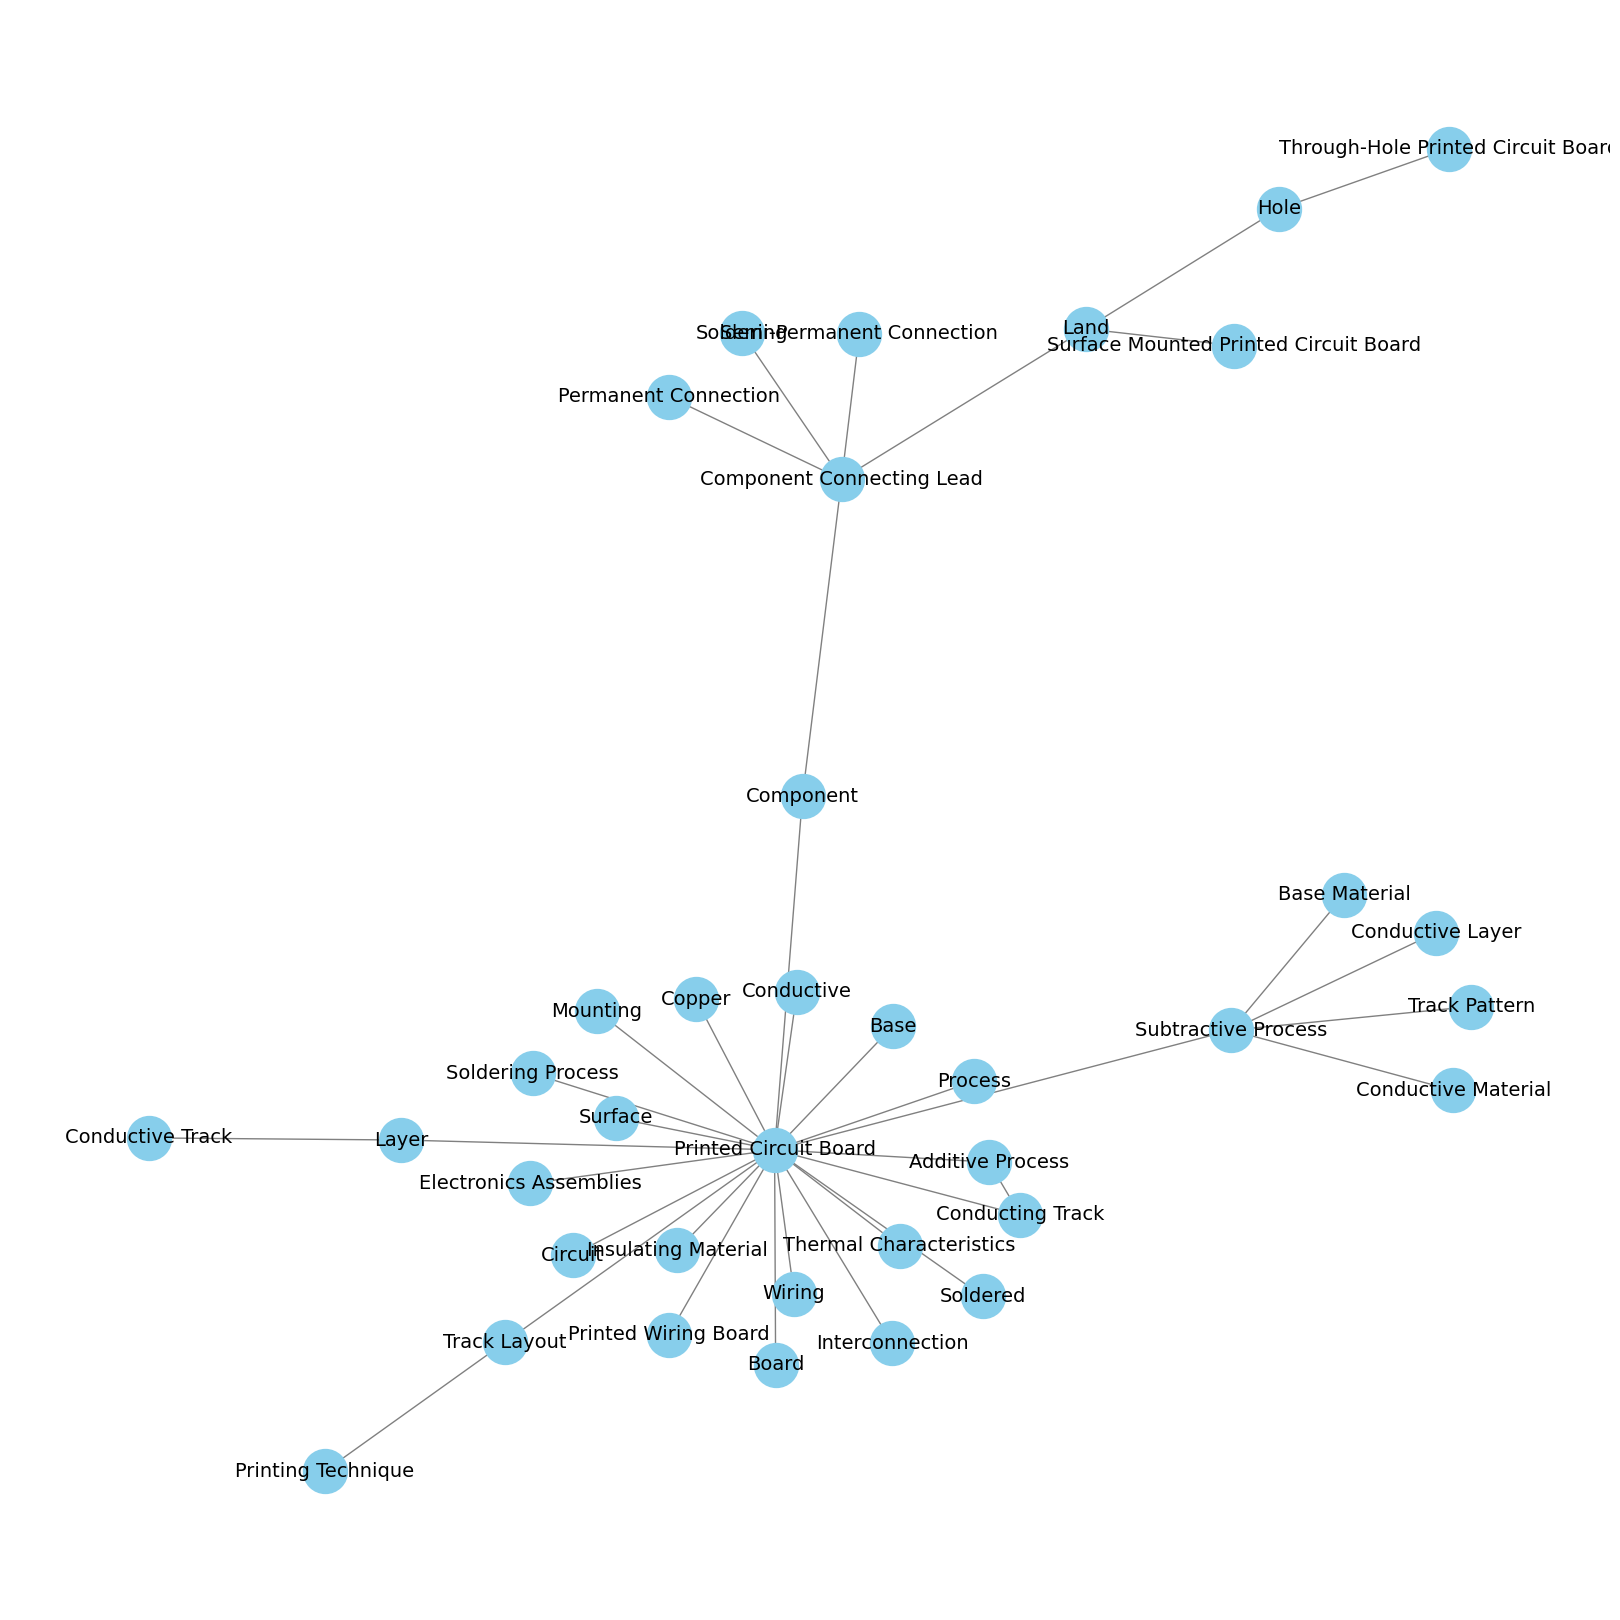 Through-Hole Printed Circuit Board
Hole
Land
Soldering
Semi-Permanent Connection
Surface Mounted Printed Circuit Board
Permanent Connection
Component Connecting Lead
Component
Base Material
Conductive Layer
Conductive
Copper
Mounting
Track Pattern
Base
Subtractive Process
Soldering Process
Process
Conductive Material
Surface
Conductive Track
Layer
Printed Circuit Board
Additive Process
Electronics Assemblies
Conducting Track
Circuit
Insulating Material
Thermal Characteristics
Wiring
Soldered
Track Layout
Printed Wiring Board
Interconnection
Board
Printing Technique